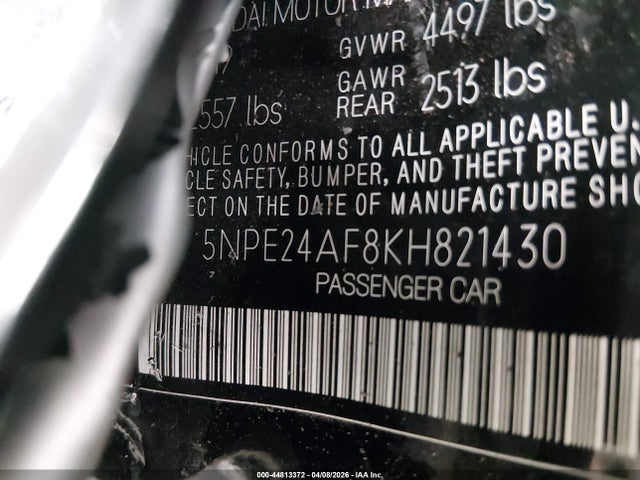 DAI MOTOR
GVWR 4497 lbs
19
GAWR
REAR 2513 lbs
2557 lbs
HICLE CONFORMS TO ALL APPLICABLE U.
CLE SAFETY, BUMPER, AND THEFT PREVEN
ECT ON THE DATE OF MANUFACTURE SHO
5NPE24AF8KH821430
PASSENGER CAR
000-44813372 | 04/08/2026 | IAA Inc.